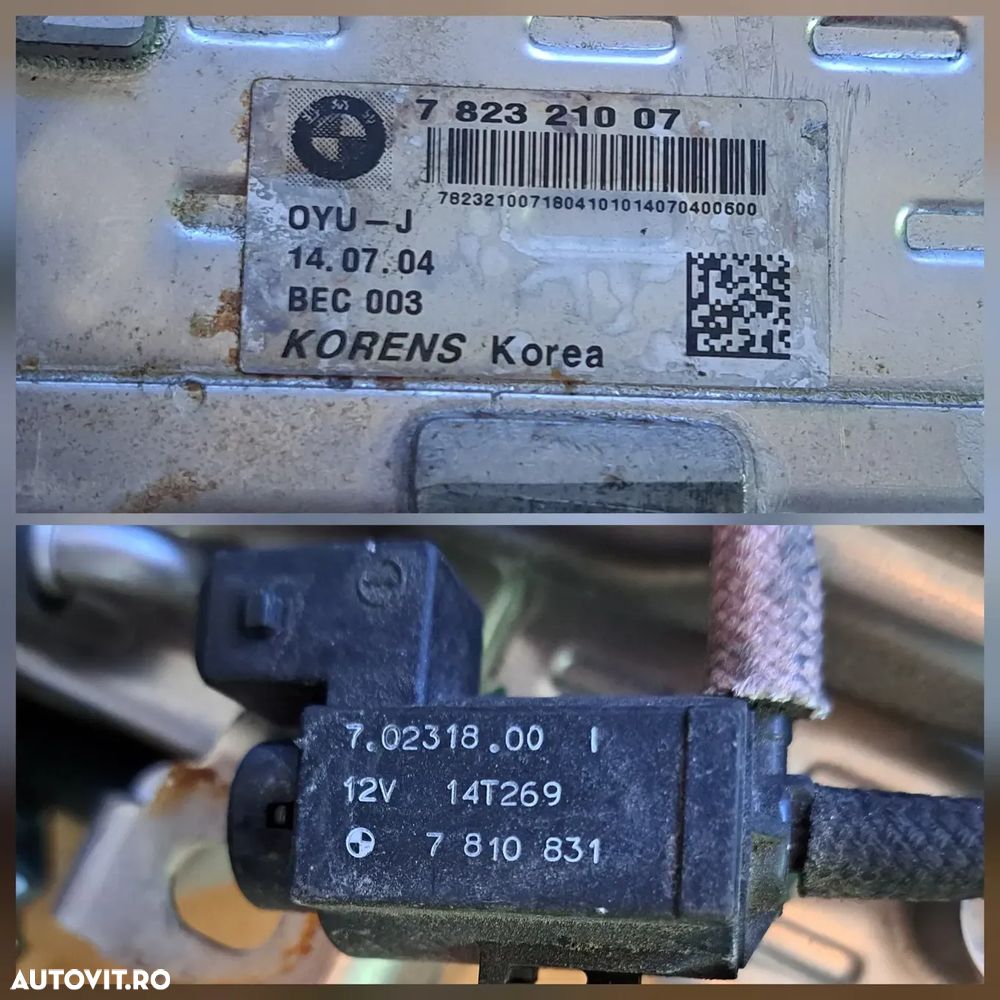 7 823 210 07
7823210071804101014070400600
OYU-J
14.07.04
BEC 003
KORENS Korea
7.02318.00 I
12V 14T269
7 810 831
AUTOVIT.RO